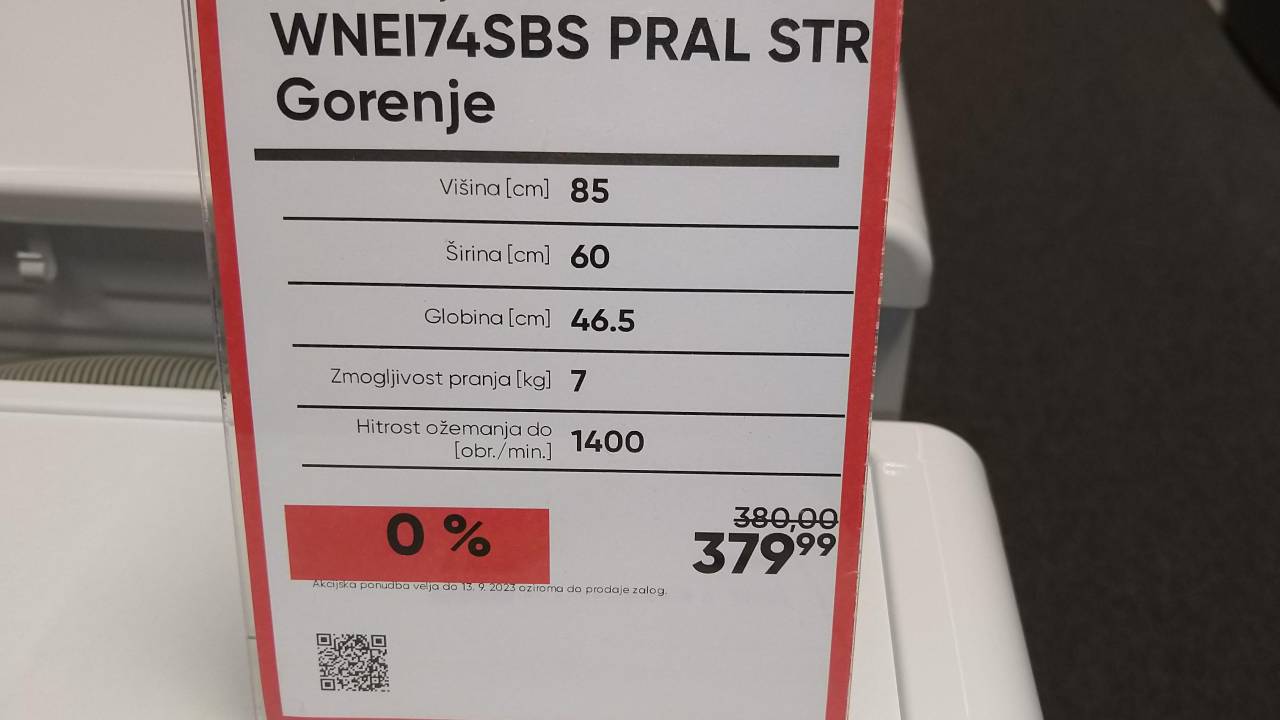 WNEI74SBS PRAL STR
Gorenje
Višina [cm] 85
Širina [cm] 60
Globina [cm] 46.5
Zmogljivost pranja [kg] 7
Hitrost ožemanja do
[obr./min.] 1400
0 %
380,00
379⁹⁹
Akcijska ponudba velja do 13. 9. 2023 oziroma do prodaje zalog.